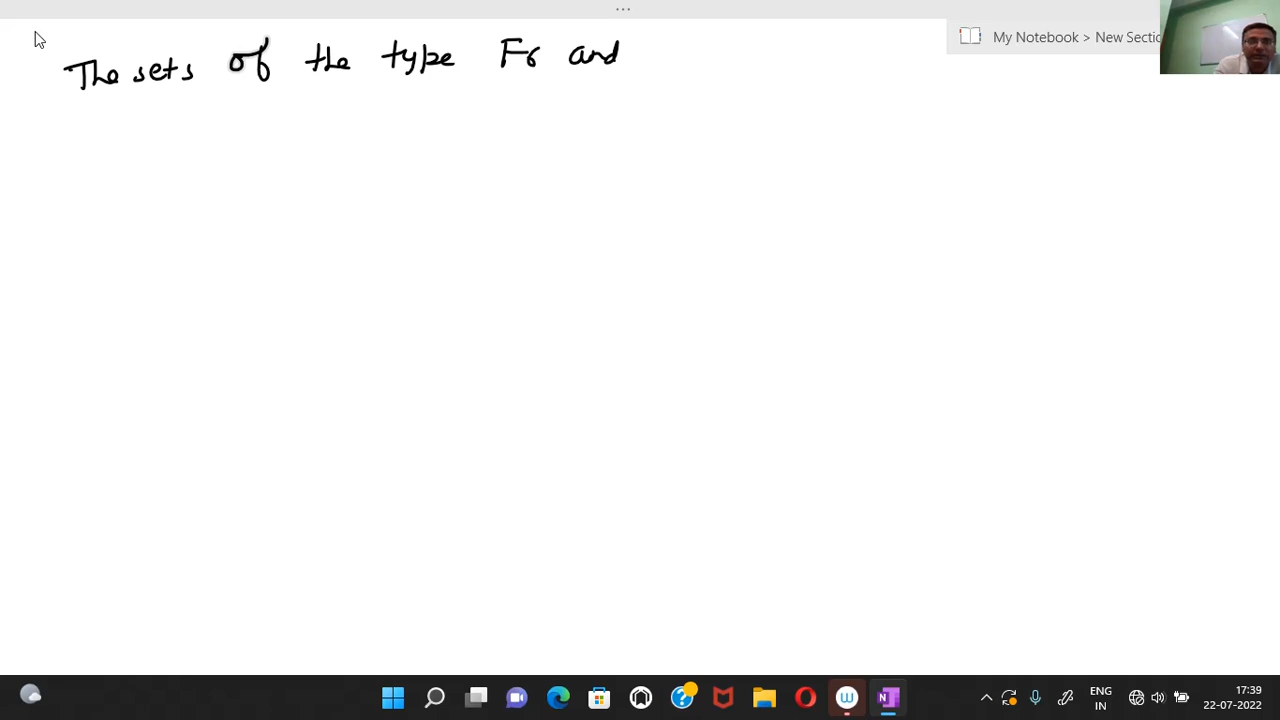 ...
The sets of the type Fσ and
My Notebook > New Sectio
ENG 17:39
IN 22-07-2022